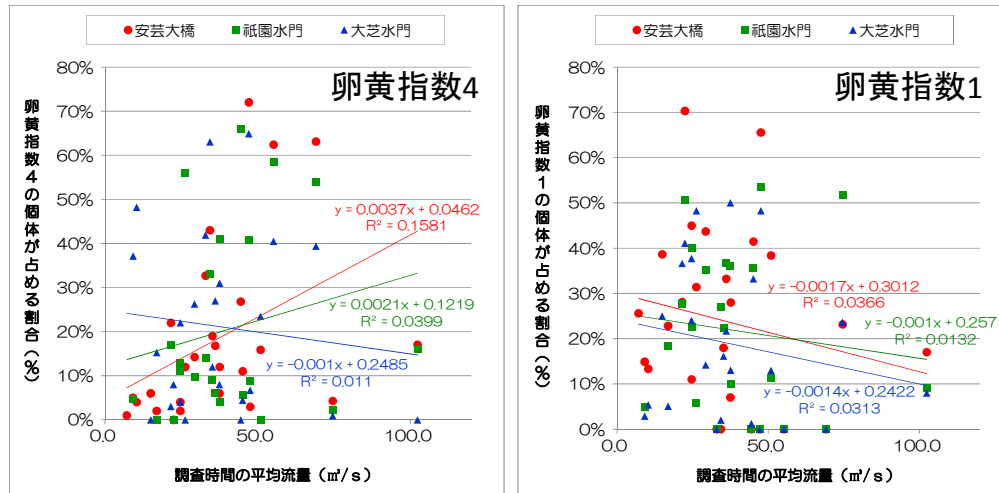 安芸大橋 祇園水門 大芝水門
卵黄指数4
卵黄指数4の個体が占める割合(%)
80%
70%
60%
50%
40%
30%
20%
10%
0%
y = 0.0037x + 0.0462
R² = 0.1581
0.0021x + 0.1219
R² = 0.0399
y = -0.001x + 0.2485
R² = 0.011
0.0 50.0 100.0
調査時間の平均流量(㎥/s)
安芸大橋 祇園水門 大芝水門
卵黄指数1
卵黄指数1の個体が占める割合(%)
80%
70%
60%
50%
40%
30%
20%
10%
0%
y = -0.0017x + 0.3012
R² = 0.0366
y = -0.001x + 0.257
R² = 0.0132
y = -0.0014x + 0.2422
R² = 0.0313
0.0 50.0 100.0
調査時間の平均流量(㎥/s)